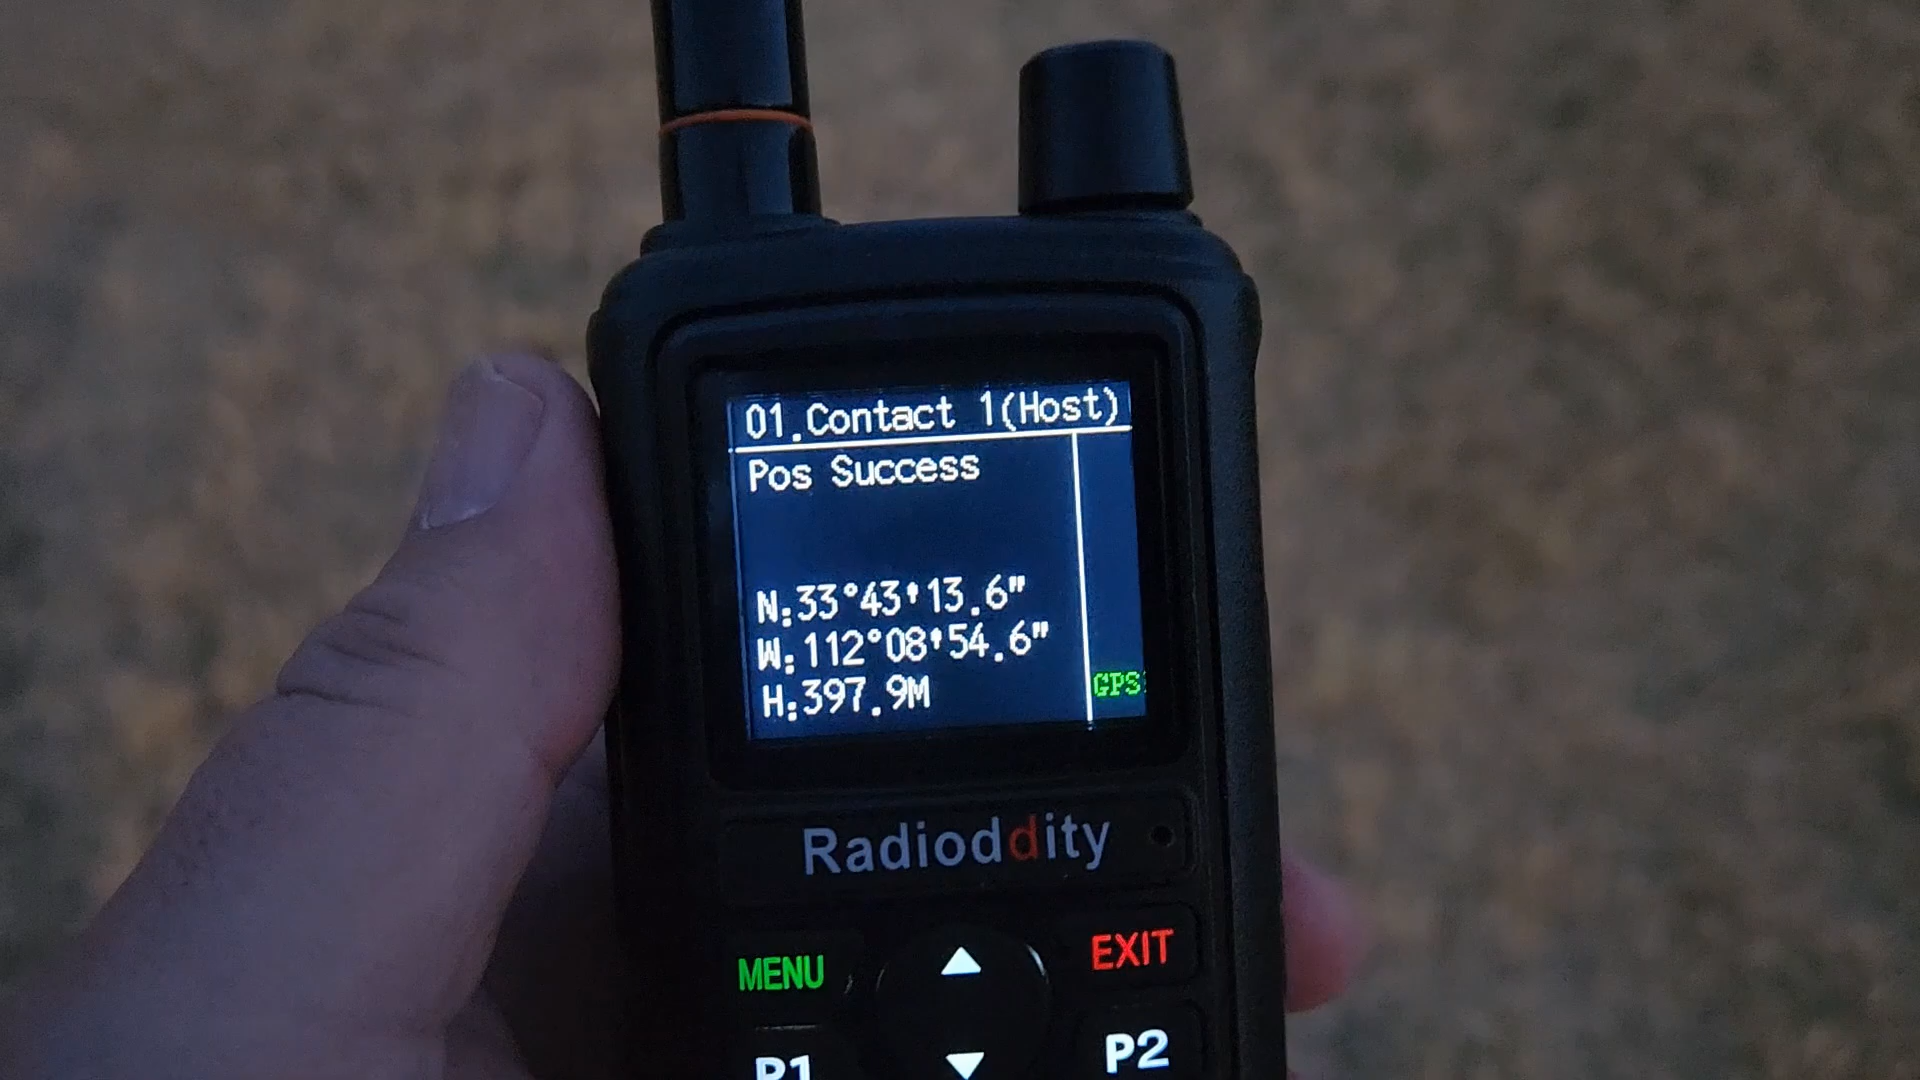 01.Contact 1(Host)
Pos Success
N:33°43'13.6"
W:112°08'54.6"
H:397.9M
GPS
Radioddity
MENU
EXIT
P1
P2